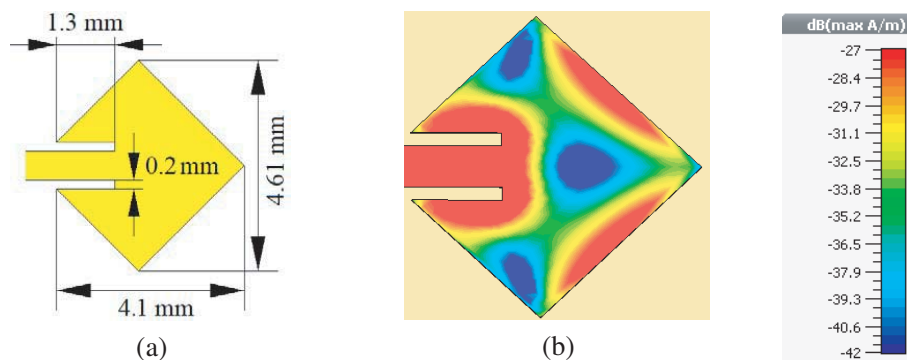 1.3 mm
0.2 mm
4.61 mm
4.1 mm
(a)
(b)
dB(max A/m)
-27
-28.4
-29.7
-31.1
-32.5
-33.8
-35.2
-36.5
-37.9
-39.3
-40.6
-42